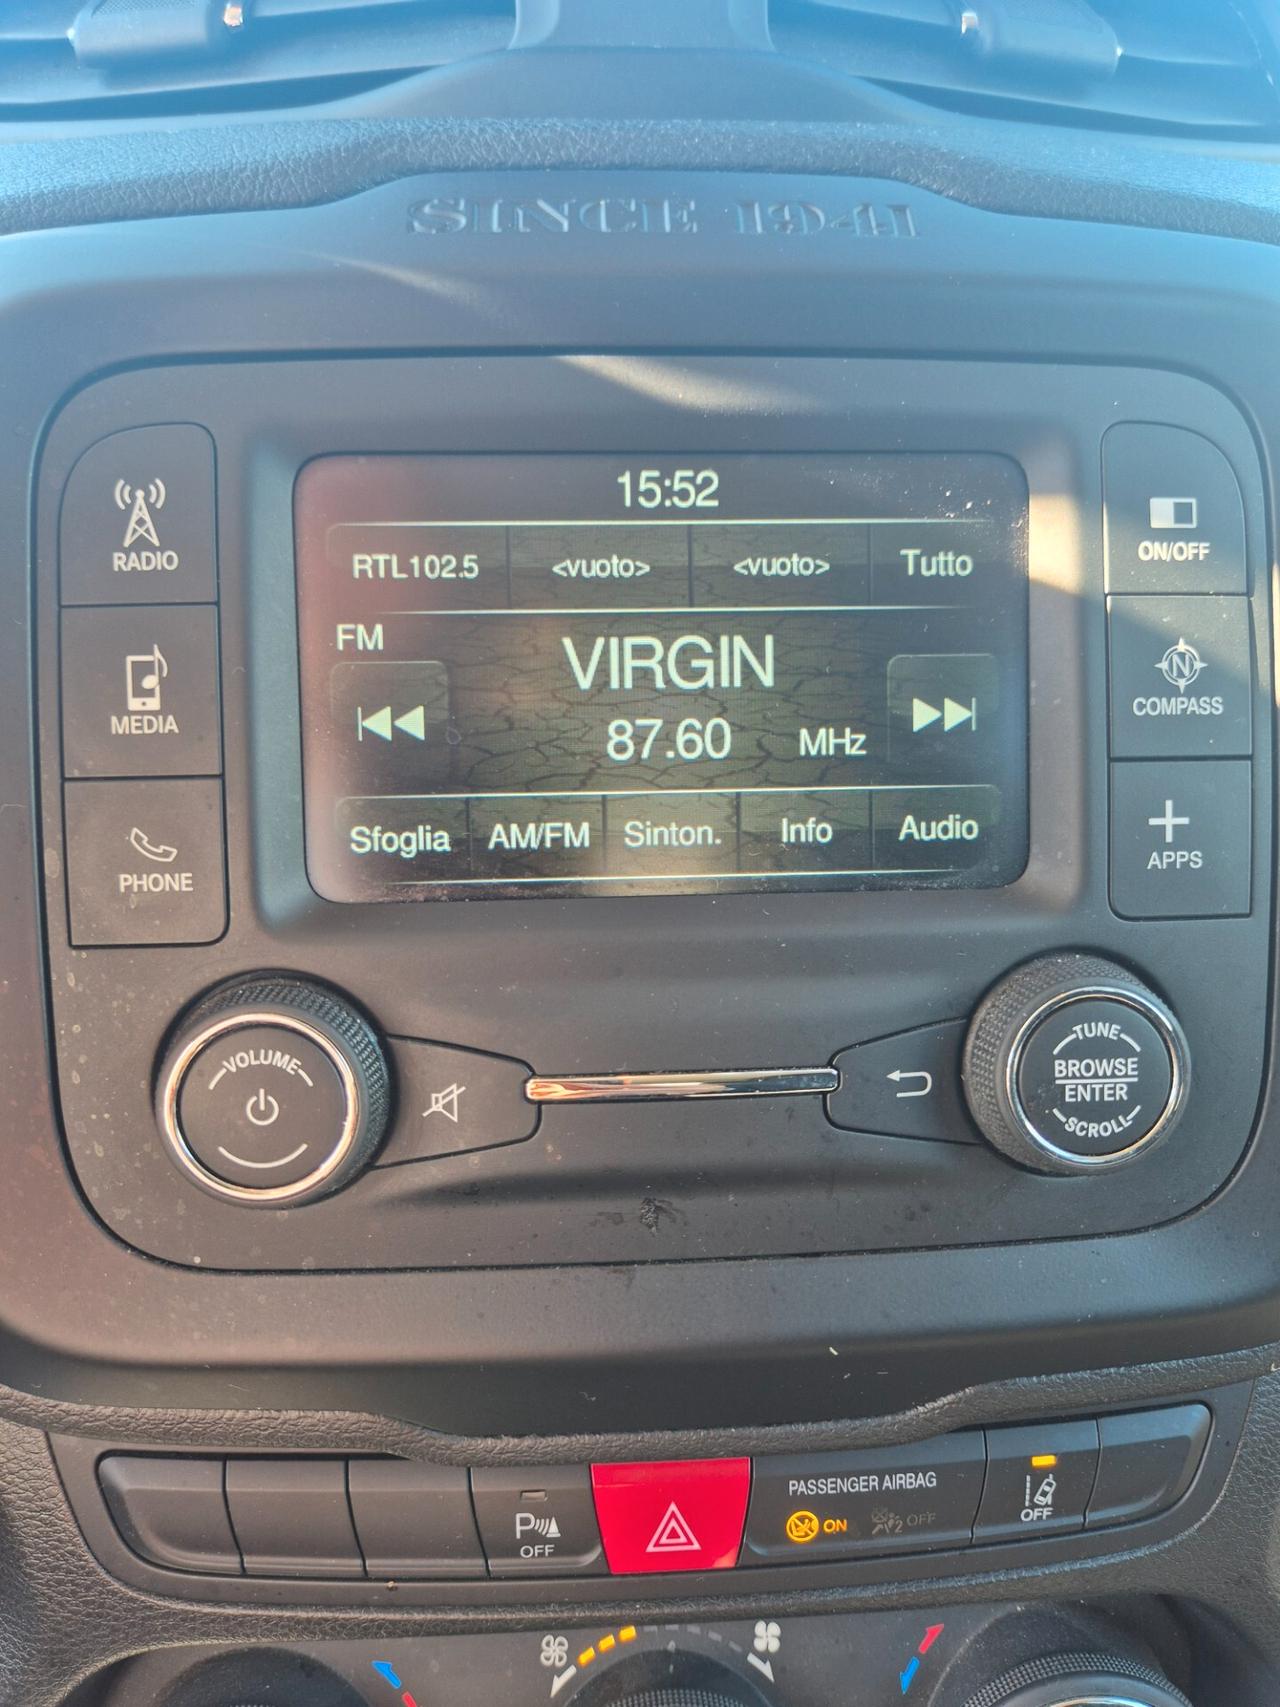 SINCE 1941
RADIO
MEDIA
PHONE
15:52
RTL102.5 <vuoto> <vuoto> Tutto
FM
VIRGIN
87.60 MHz
Sfoglia AM/FM Sinton. Info Audio
ON/OFF
N
COMPASS
APPS
VOLUME
TUNE
BROWSE
ENTER
SCROLL
P
OFF
PASSENGER AIRBAG
ON
2 OFF
OFF